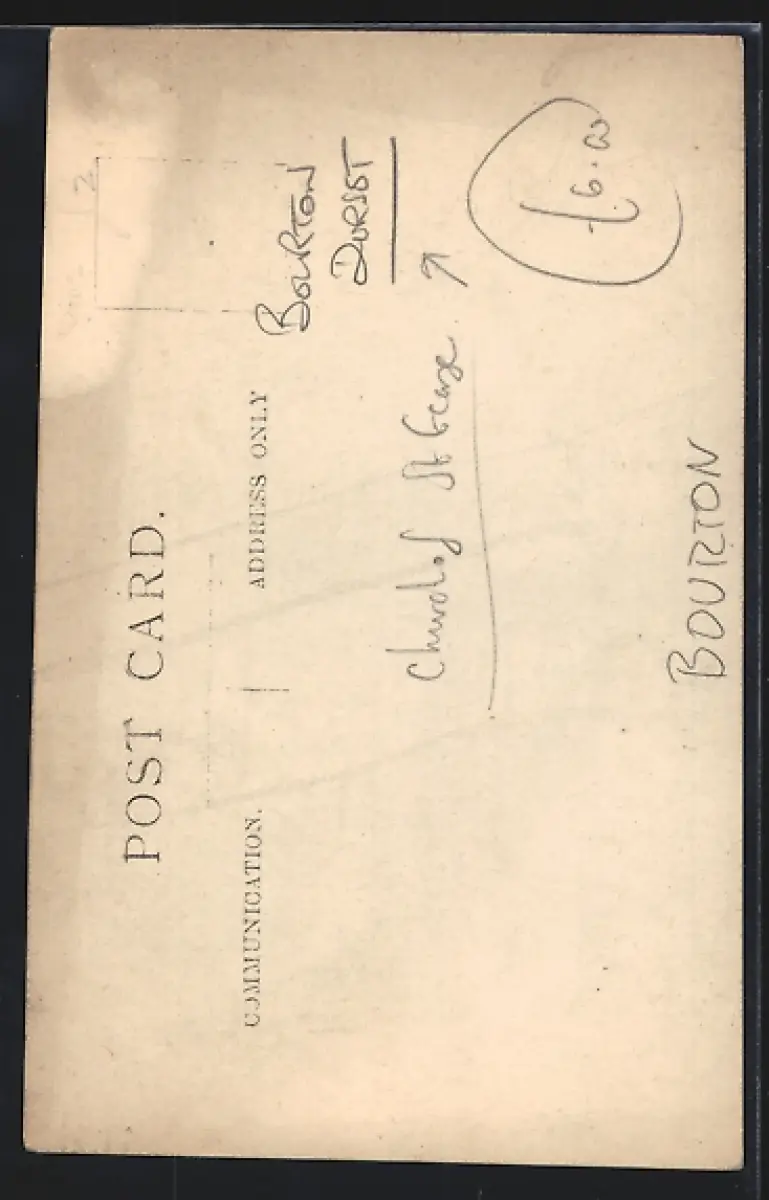 POST CARD.
COMMUNICATION.
ADDRESS ONLY
BOURTON
DORSET
Church of St George
£6.00
BOURTON